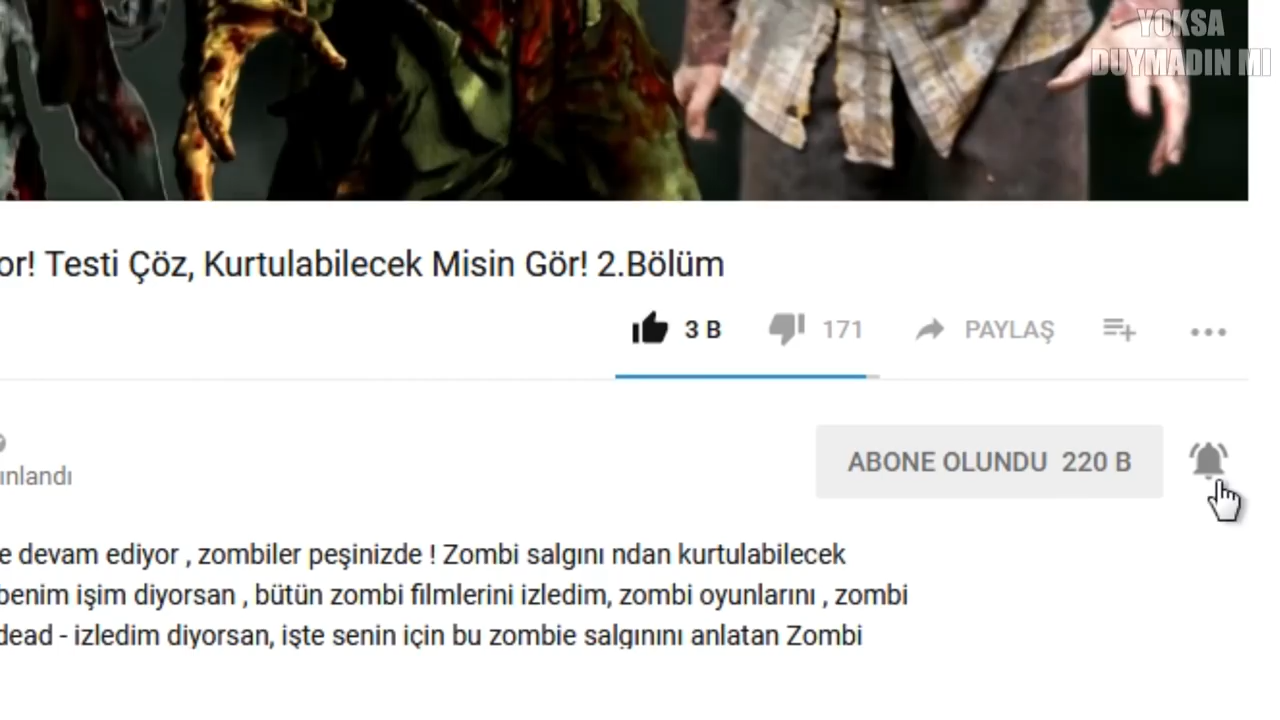 YOKSA
DUYMADIN MI
or! Testi Çöz, Kurtulabilecek Misin Gör! 2.Bölüm
3 B 171 PAYLAŞ
ABONE OLUNDU 220 B
ınlandı
e devam ediyor , zombiler peşinizde ! Zombi salgını ndan kurtulabilecek
benim işim diyorsan , bütün zombi filmlerini izledim, zombi oyunlarını , zombi
dead - izledim diyorsan, işte senin için bu zombie salgınını anlatan Zombi